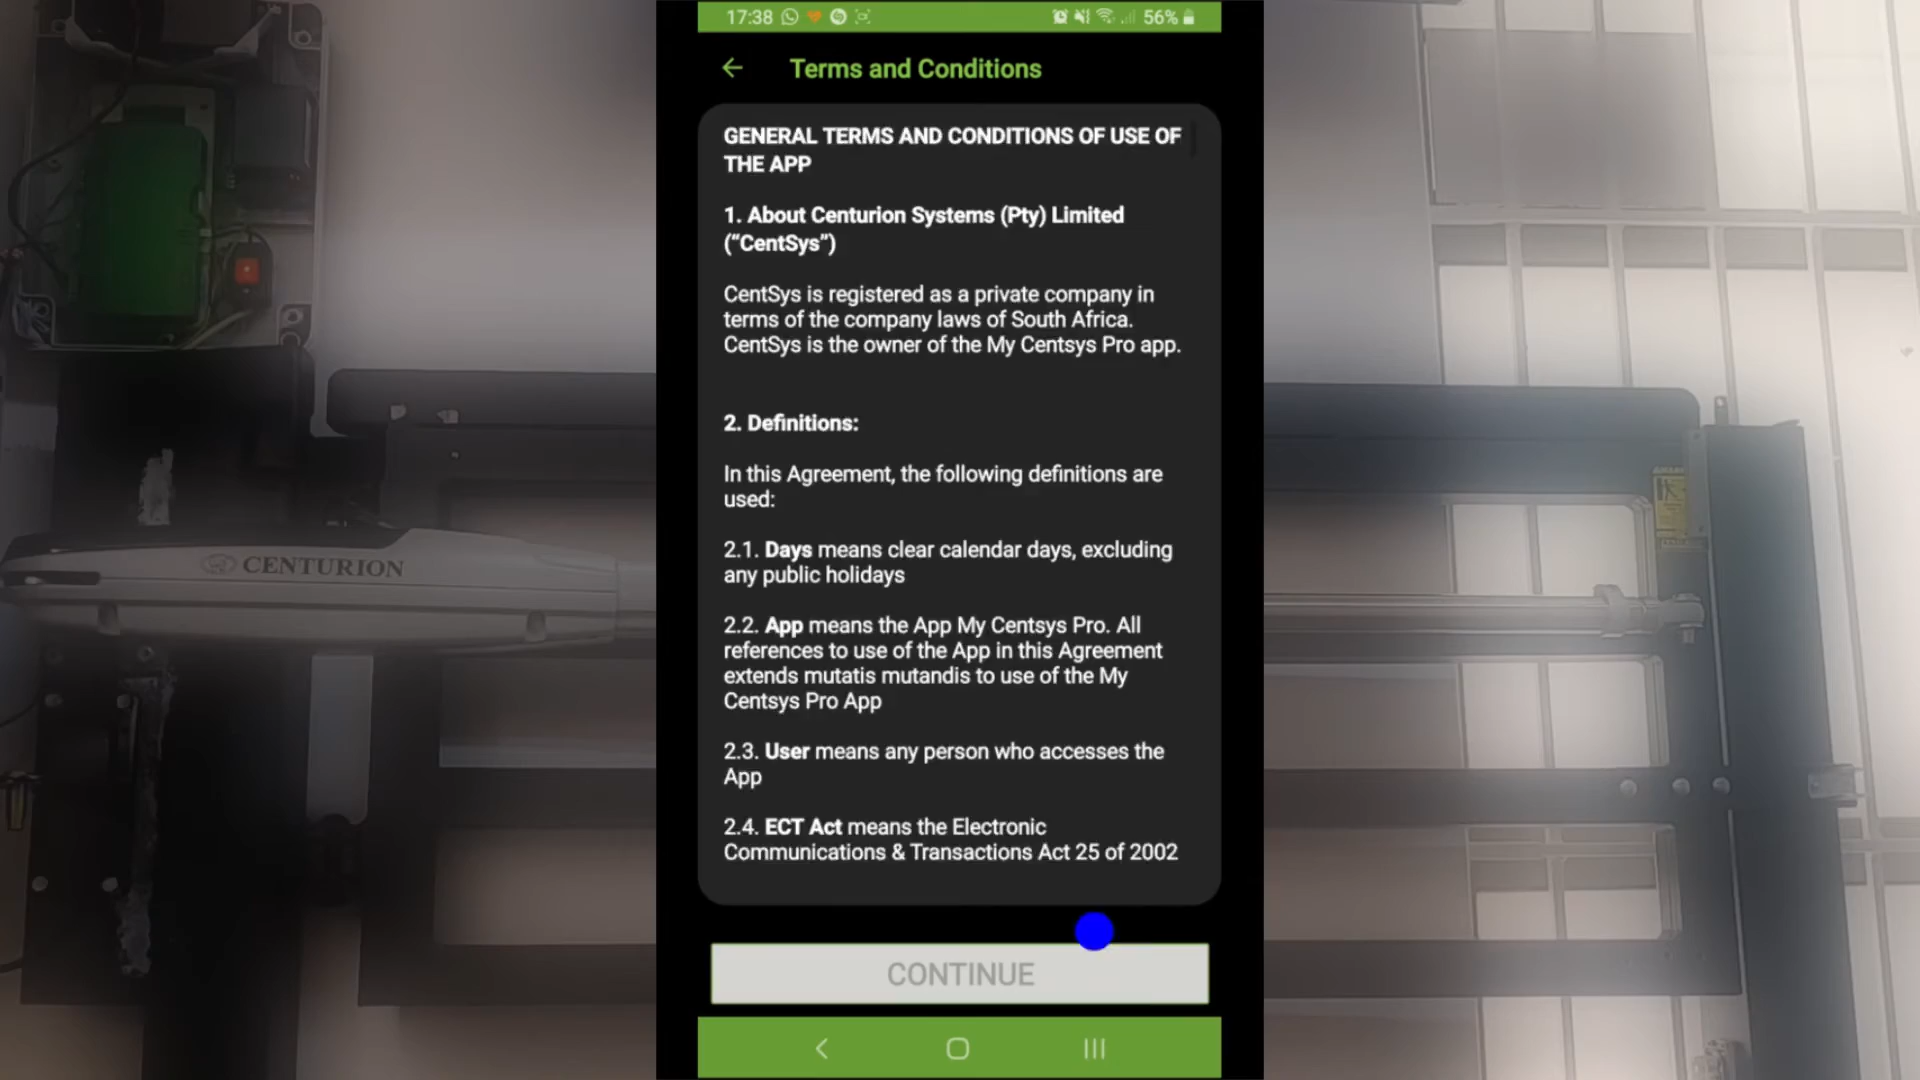 17:38
56%
Terms and Conditions
GENERAL TERMS AND CONDITIONS OF USE OF
THE APP
1. About Centurion Systems (Pty) Limited
(“CentSys”)
CentSys is registered as a private company in
terms of the company laws of South Africa.
CentSys is the owner of the My Centsys Pro app.
2. Definitions:
In this Agreement, the following definitions are
used:
2.1. Days means clear calendar days, excluding
any public holidays
2.2. App means the App My Centsys Pro. All
references to use of the App in this Agreement
extends mutatis mutandis to use of the My
Centsys Pro App
2.3. User means any person who accesses the
App
2.4. ECT Act means the Electronic
Communications & Transactions Act 25 of 2002
CONTINUE
CENTURION